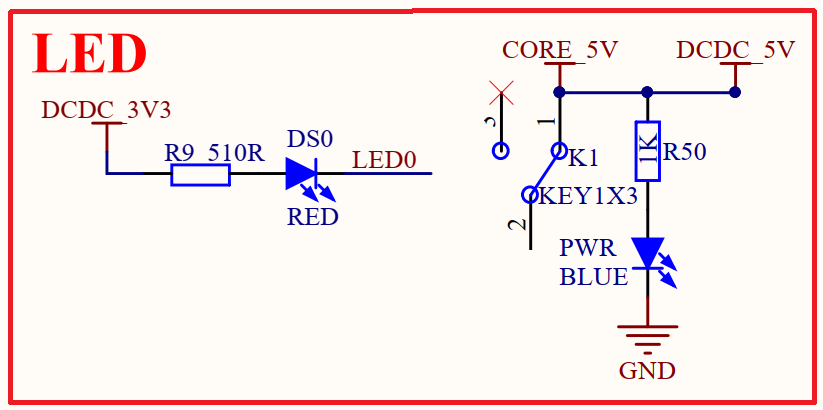 LED
CORE_5V
DCDC_5V
DCDC_3V3
3
1
DS0
R9 510R
LED0
K1
1K
R50
KEY1X3
RED
2
PWR
BLUE
GND